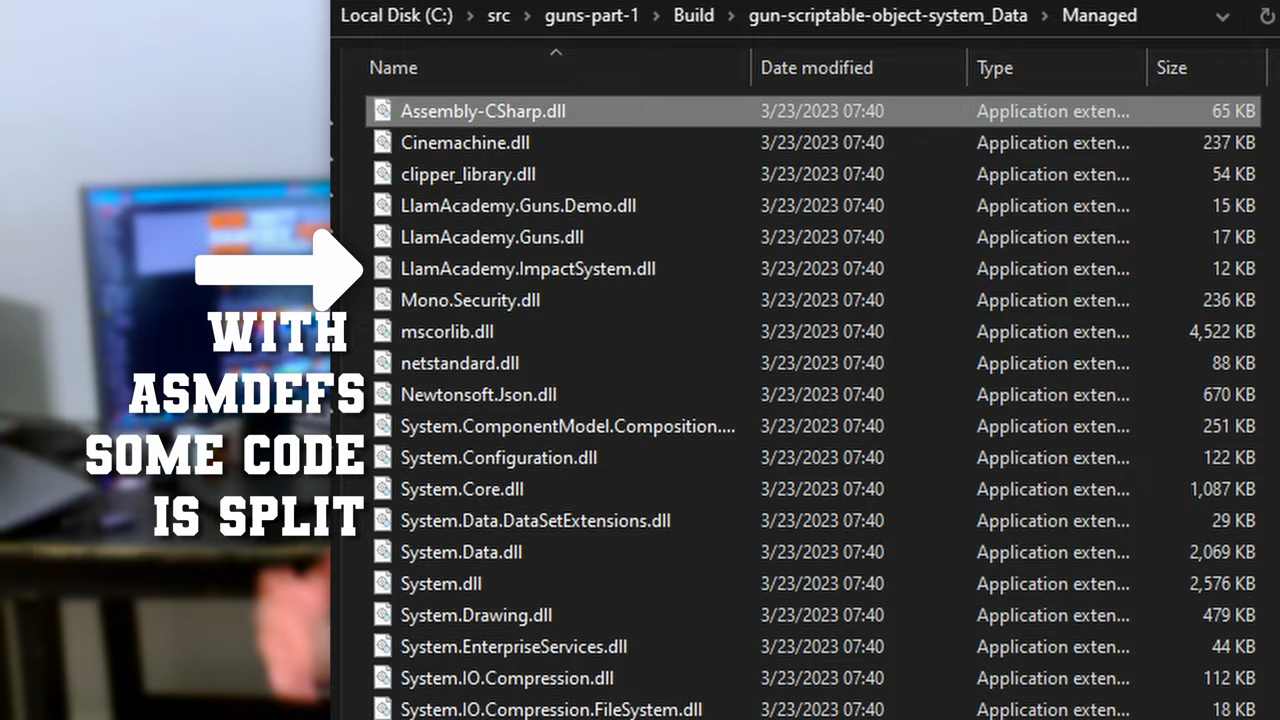 Local Disk (C:) > src > guns-part-1 > Build > gun-scriptable-object-system_Data > Managed
Name Date modified Type Size
Assembly-CSharp.dll 3/23/2023 07:40 Application exten... 65 KB
Cinemachine.dll 3/23/2023 07:40 Application exten... 237 KB
clipper_library.dll 3/23/2023 07:40 Application exten... 54 KB
LlamAcademy.Guns.Demo.dll 3/23/2023 07:40 Application exten... 15 KB
LlamAcademy.Guns.dll 3/23/2023 07:40 Application exten... 17 KB
LlamAcademy.ImpactSystem.dll 3/23/2023 07:40 Application exten... 12 KB
Mono.Security.dll 3/23/2023 07:40 Application exten... 236 KB
mscorlib.dll 3/23/2023 07:40 Application exten... 4,522 KB
netstandard.dll 3/23/2023 07:40 Application exten... 88 KB
Newtonsoft.Json.dll 3/23/2023 07:40 Application exten... 670 KB
System.ComponentModel.Composition.... 3/23/2023 07:40 Application exten... 251 KB
System.Configuration.dll 3/23/2023 07:40 Application exten... 122 KB
System.Core.dll 3/23/2023 07:40 Application exten... 1,087 KB
System.Data.DataSetExtensions.dll 3/23/2023 07:40 Application exten... 29 KB
System.Data.dll 3/23/2023 07:40 Application exten... 2,069 KB
System.dll 3/23/2023 07:40 Application exten... 2,576 KB
System.Drawing.dll 3/23/2023 07:40 Application exten... 479 KB
System.EnterpriseServices.dll 3/23/2023 07:40 Application exten... 44 KB
System.IO.Compression.dll 3/23/2023 07:40 Application exten... 112 KB
System.IO.Compression.FileSystem.dll 3/23/2023 07:40 Application exten... 18 KB
WITH
ASMDEFS
SOME CODE
IS SPLIT